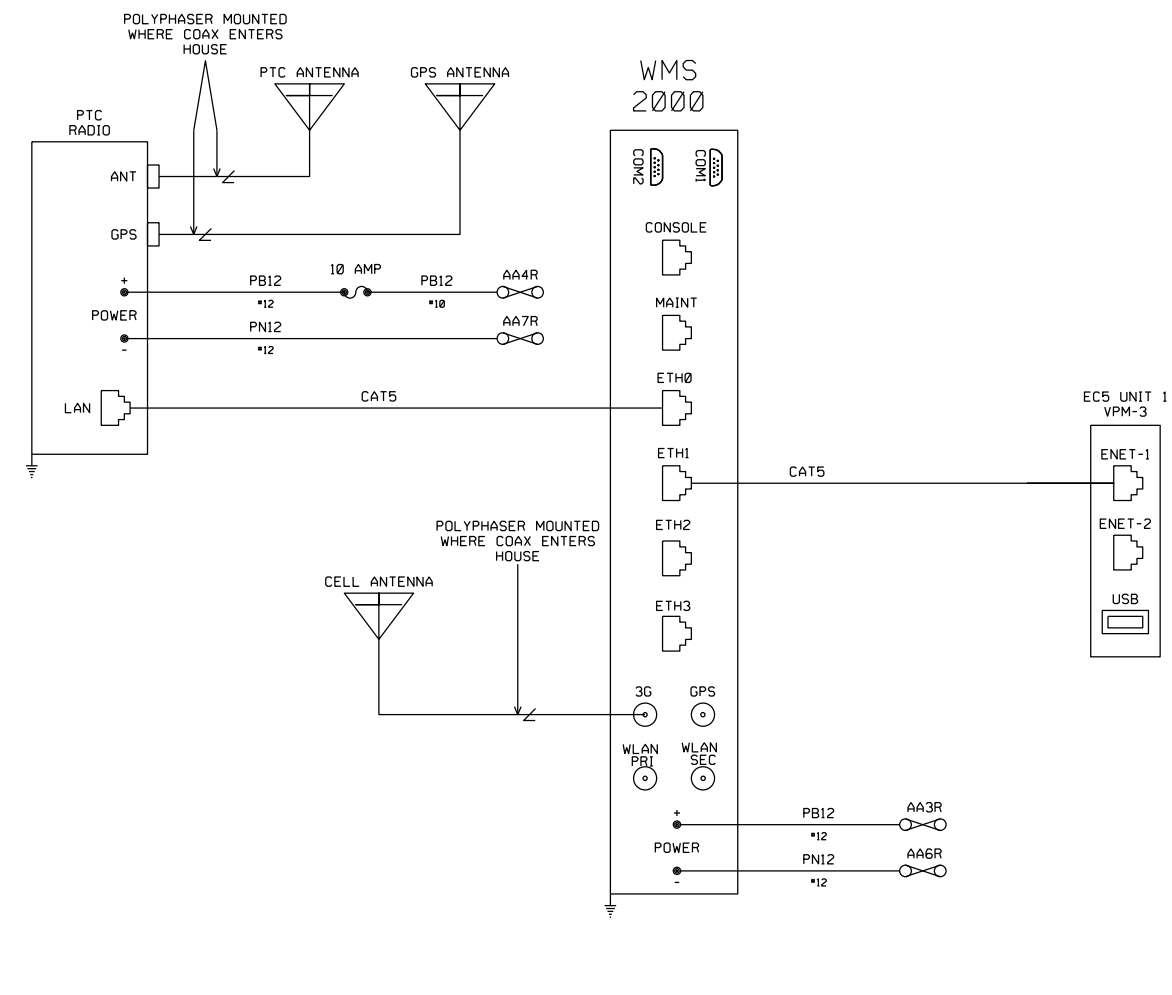 POLYPHASER MOUNTED
WHERE COAX ENTERS
HOUSE
PTC ANTENNA
GPS ANTENNA
WMS
2000
PTC
RADIO
ANT
GPS
+
POWER
-
LAN
PB12
#12
10 AMP
PB12
#10
AA4R
PN12
#12
AA7R
CAT5
COM2
COM1
CONSOLE
MAINT
ETH0
ETH1
ETH2
ETH3
CAT5
EC5 UNIT 1
VPM-3
ENET-1
ENET-2
USB
POLYPHASER MOUNTED
WHERE COAX ENTERS
HOUSE
CELL ANTENNA
3G
GPS
WLAN
PRI
WLAN
SEC
+
POWER
-
PB12
#12
AA3R
PN12
#12
AA6R